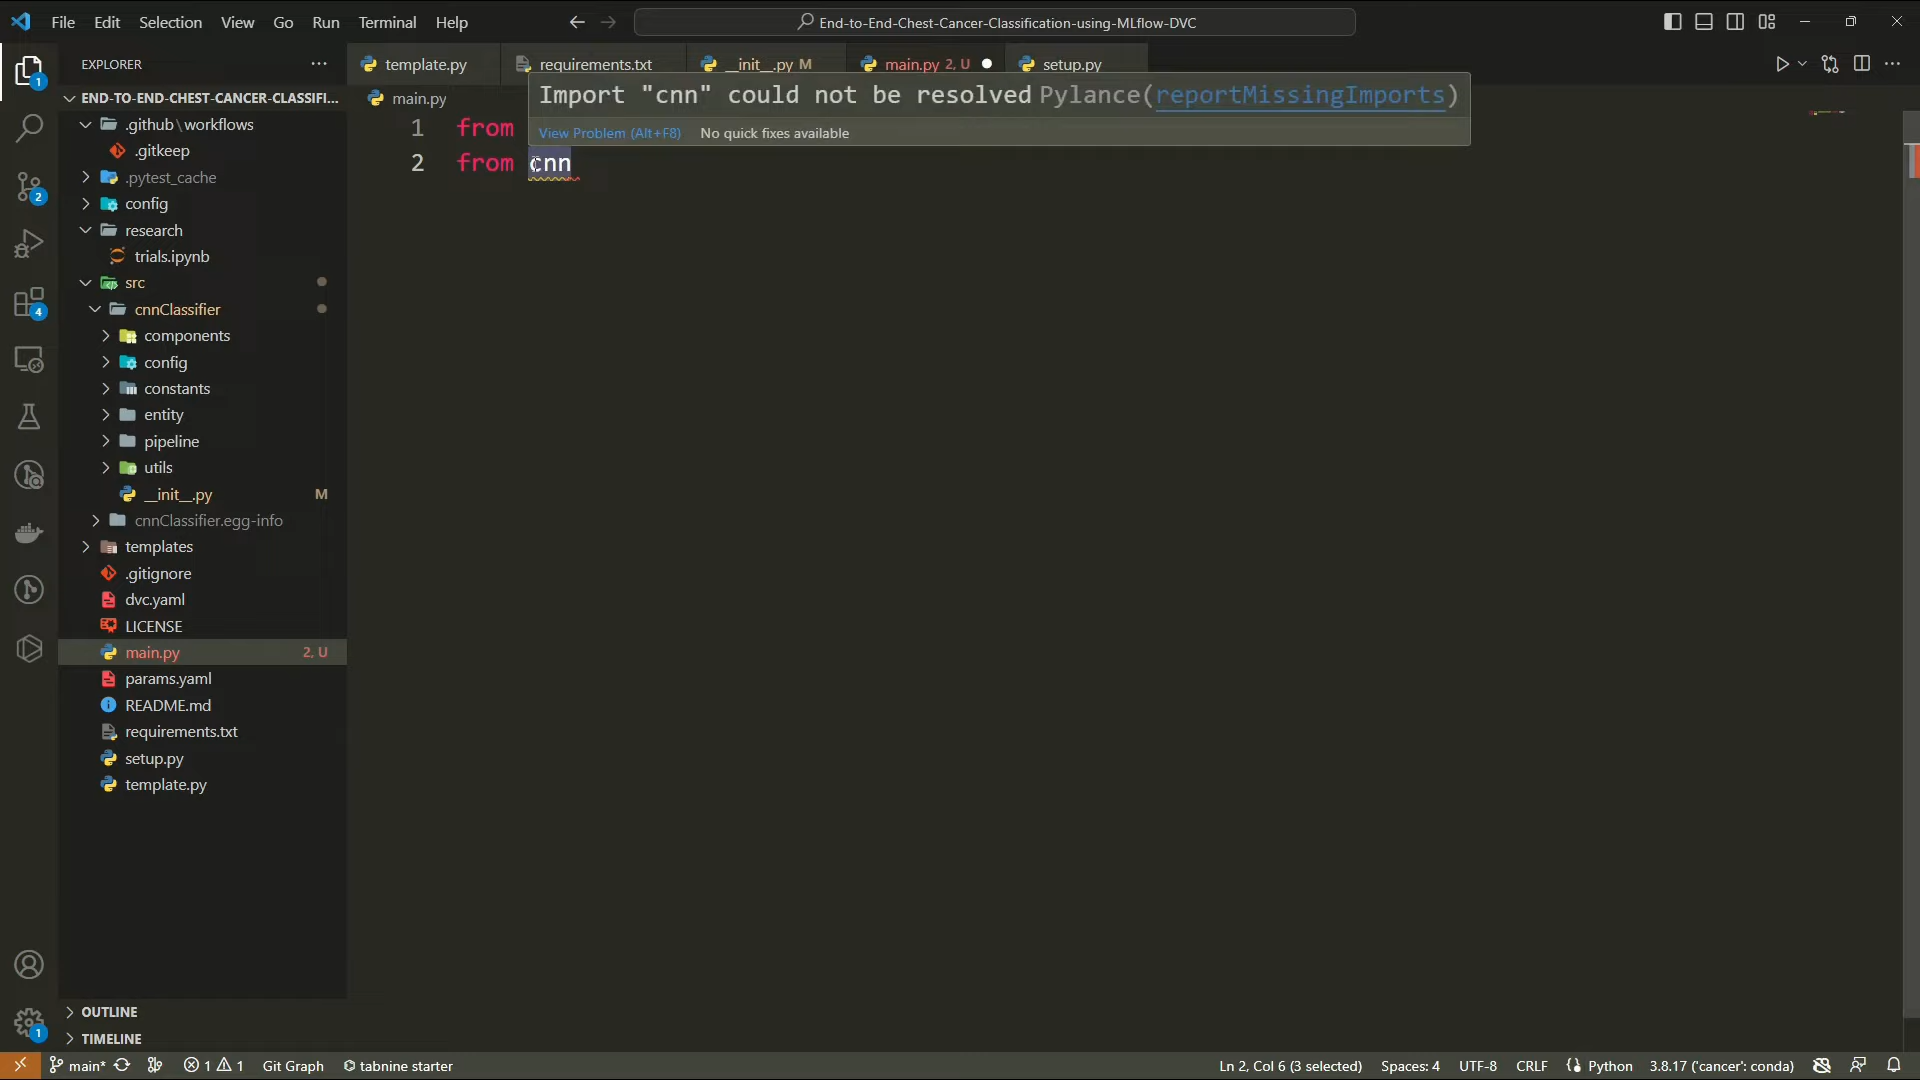 File Edit Selection View Go Run Terminal Help
End-to-End-Chest-Cancer-Classification-using-MLflow-DVC
EXPLORER
template.py
requirements.txt
__init__.py M
main.py 2, U
setup.py
END-TO-END-CHEST-CANCER-CLASSIFI...
main.py
Import "cnn" could not be resolved Pylance(reportMissingImports)
View Problem (Alt+F8) No quick fixes available
1 from
2 from cnn
.github\workflows
.gitkeep
.pytest_cache
config
research
trials.ipynb
src
cnnClassifier
components
config
constants
entity
pipeline
utils
__init__.py M
cnnClassifier.egg-info
templates
.gitignore
dvc.yaml
LICENSE
main.py 2, U
params.yaml
README.md
requirements.txt
setup.py
template.py
1
2
4
1
OUTLINE
TIMELINE
main* 1 1 Git Graph tabnine starter Ln 2, Col 6 (3 selected) Spaces: 4 UTF-8 CRLF Python 3.8.17 ('cancer': conda)